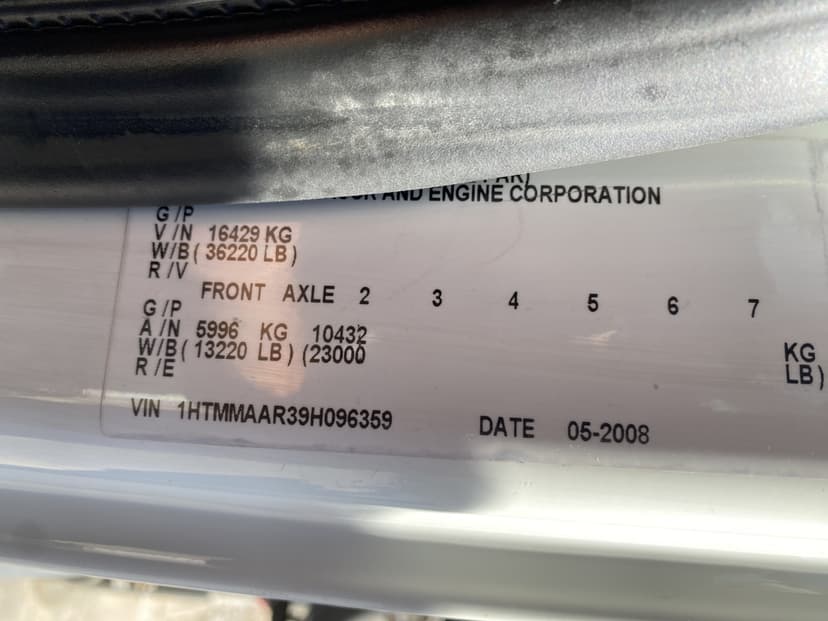 AND ENGINE CORPORATION
G/P
V/N 16429 KG
W/B (36220 LB)
R/V
FRONT AXLE 2 3 4 5 6 7
G/P
A/N 5996 KG 10432 KG
W/B (13220 LB) (23000 LB)
R/E
VIN 1HTMMAAR39H096359 DATE 05-2008